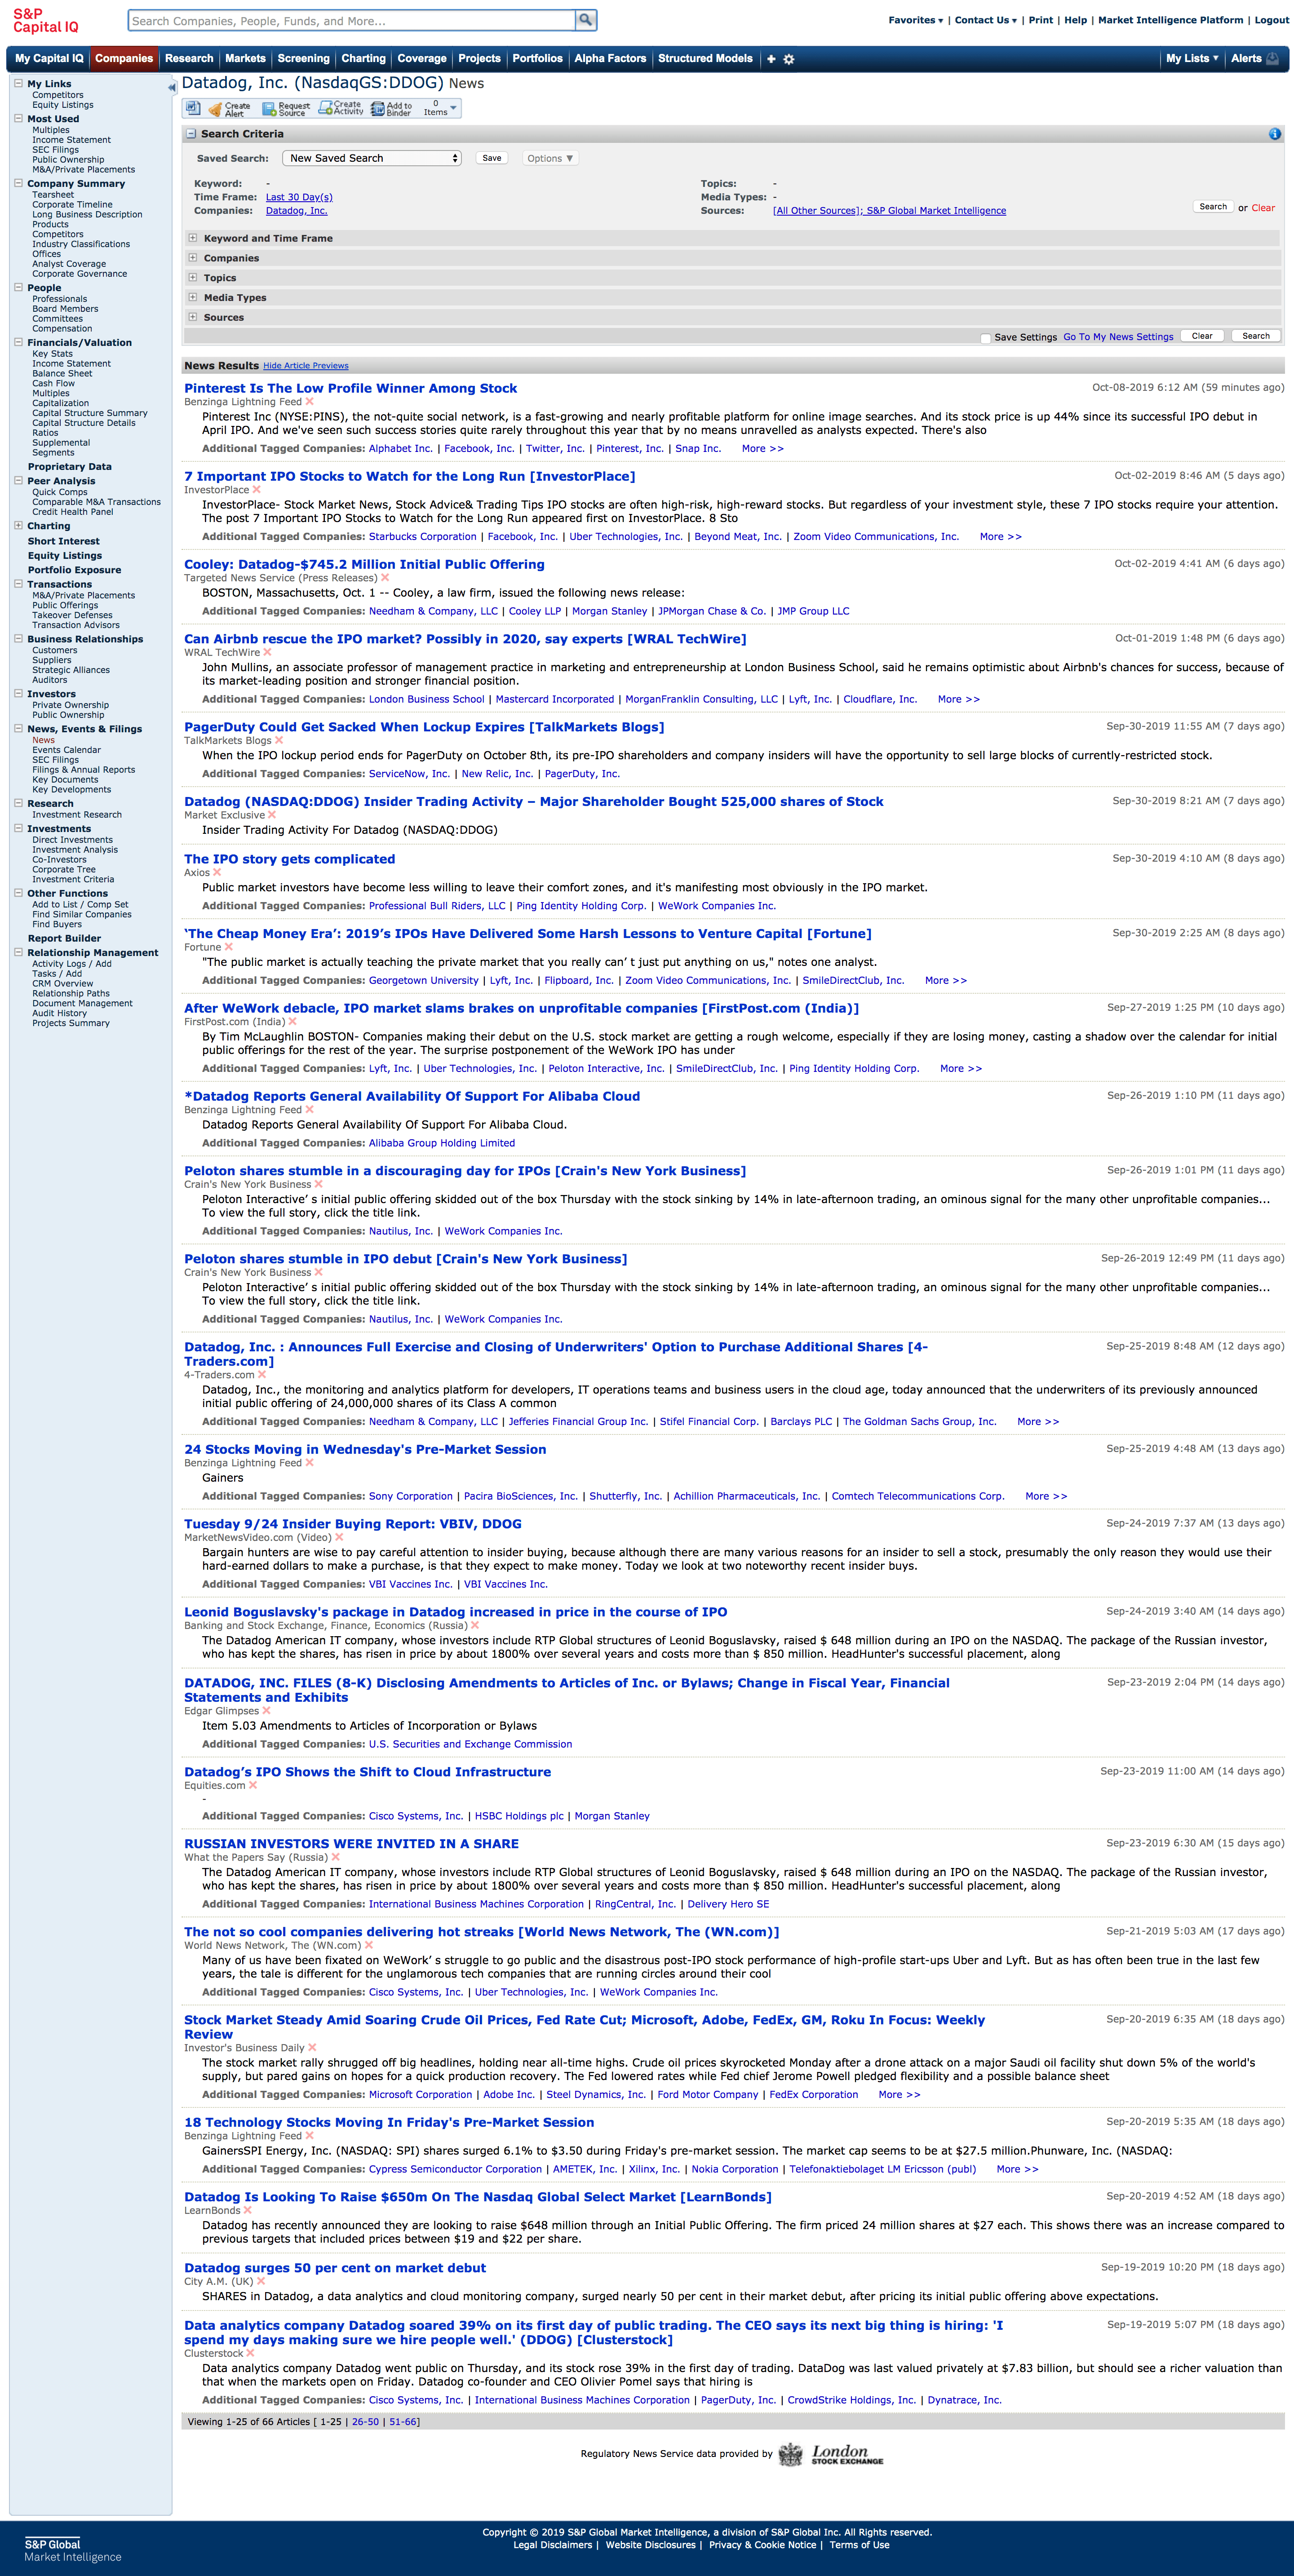 S&P
Capital IQ
Search Companies, People, Funds, and More...
Favorites ▾ | Contact Us ▾ | Print | Help | Market Intelligence Platform | Logout
My Capital IQ Companies Research Markets Screening Charting Coverage Projects Portfolios Alpha Factors Structured Models + My Lists ▾ Alerts
My Links
Competitors
Equity Listings
Most Used
Multiples
Income Statement
SEC Filings
Public Ownership
M&A/Private Placements
Company Summary
Tearsheet
Corporate Timeline
Long Business Description
Products
Competitors
Industry Classifications
Offices
Analyst Coverage
Corporate Governance
People
Professionals
Board Members
Committees
Compensation
Financials/Valuation
Key Stats
Income Statement
Balance Sheet
Cash Flow
Multiples
Capitalization
Capital Structure Summary
Capital Structure Details
Ratios
Supplemental
Segments
Proprietary Data
Peer Analysis
Quick Comps
Comparable M&A Transactions
Credit Health Panel
Charting
Short Interest
Equity Listings
Portfolio Exposure
Transactions
M&A/Private Placements
Public Offerings
Takeover Defenses
Transaction Advisors
Business Relationships
Customers
Suppliers
Strategic Alliances
Auditors
Investors
Private Ownership
Public Ownership
News, Events & Filings
News
Events Calendar
SEC Filings
Filings & Annual Reports
Key Documents
Key Developments
Research
Investment Research
Investments
Direct Investments
Investment Analysis
Co-Investors
Corporate Tree
Investment Criteria
Other Functions
Add to List / Comp Set
Find Similar Companies
Find Buyers
Report Builder
Relationship Management
Activity Logs / Add
Tasks / Add
CRM Overview
Relationship Paths
Document Management
Audit History
Projects Summary
Datadog, Inc. (NasdaqGS:DDOG) News
Create Alert Request Source Create Activity Add to Binder 0 Items
Search Criteria
Saved Search: New Saved Search Save Options ▼
Keyword: - Topics: -
Time Frame: Last 30 Day(s) Media Types: -
Companies: Datadog, Inc. Sources: [All Other Sources]; S&P Global Market Intelligence Search or Clear
Keyword and Time Frame
Companies
Topics
Media Types
Sources
Save Settings Go To My News Settings Clear Search
News Results Hide Article Previews
Pinterest Is The Low Profile Winner Among Stock Oct-08-2019 6:12 AM (59 minutes ago)
Benzinga Lightning Feed
Pinterest Inc (NYSE:PINS), the not-quite social network, is a fast-growing and nearly profitable platform for online image searches. And its stock price is up 44% since its successful IPO debut in
April IPO. And we've seen such success stories quite rarely throughout this year that by no means unravelled as analysts expected. There's also
Additional Tagged Companies: Alphabet Inc. | Facebook, Inc. | Twitter, Inc. | Pinterest, Inc. | Snap Inc. More >>
7 Important IPO Stocks to Watch for the Long Run [InvestorPlace] Oct-02-2019 8:46 AM (5 days ago)
InvestorPlace
InvestorPlace- Stock Market News, Stock Advice& Trading Tips IPO stocks are often high-risk, high-reward stocks. But regardless of your investment style, these 7 IPO stocks require your attention.
The post 7 Important IPO Stocks to Watch for the Long Run appeared first on InvestorPlace. 8 Sto
Additional Tagged Companies: Starbucks Corporation | Facebook, Inc. | Uber Technologies, Inc. | Beyond Meat, Inc. | Zoom Video Communications, Inc. More >>
Cooley: Datadog-$745.2 Million Initial Public Offering Oct-02-2019 4:41 AM (6 days ago)
Targeted News Service (Press Releases)
BOSTON, Massachusetts, Oct. 1 -- Cooley, a law firm, issued the following news release:
Additional Tagged Companies: Needham & Company, LLC | Cooley LLP | Morgan Stanley | JPMorgan Chase & Co. | JMP Group LLC
Can Airbnb rescue the IPO market? Possibly in 2020, say experts [WRAL TechWire] Oct-01-2019 1:48 PM (6 days ago)
WRAL TechWire
John Mullins, an associate professor of management practice in marketing and entrepreneurship at London Business School, said he remains optimistic about Airbnb's chances for success, because of
its market-leading position and stronger financial position.
Additional Tagged Companies: London Business School | Mastercard Incorporated | MorganFranklin Consulting, LLC | Lyft, Inc. | Cloudflare, Inc. More >>
PagerDuty Could Get Sacked When Lockup Expires [TalkMarkets Blogs] Sep-30-2019 11:55 AM (7 days ago)
TalkMarkets Blogs
When the IPO lockup period ends for PagerDuty on October 8th, its pre-IPO shareholders and company insiders will have the opportunity to sell large blocks of currently-restricted stock.
Additional Tagged Companies: ServiceNow, Inc. | New Relic, Inc. | PagerDuty, Inc.
Datadog (NASDAQ:DDOG) Insider Trading Activity – Major Shareholder Bought 525,000 shares of Stock Sep-30-2019 8:21 AM (7 days ago)
Market Exclusive
Insider Trading Activity For Datadog (NASDAQ:DDOG)
The IPO story gets complicated Sep-30-2019 4:10 AM (8 days ago)
Axios
Public market investors have become less willing to leave their comfort zones, and it's manifesting most obviously in the IPO market.
Additional Tagged Companies: Professional Bull Riders, LLC | Ping Identity Holding Corp. | WeWork Companies Inc.
‘The Cheap Money Era’: 2019’s IPOs Have Delivered Some Harsh Lessons to Venture Capital [Fortune] Sep-30-2019 2:25 AM (8 days ago)
Fortune
"The public market is actually teaching the private market that you really can’ t just put anything on us," notes one analyst.
Additional Tagged Companies: Georgetown University | Lyft, Inc. | Flipboard, Inc. | Zoom Video Communications, Inc. | SmileDirectClub, Inc. More >>
After WeWork debacle, IPO market slams brakes on unprofitable companies [FirstPost.com (India)] Sep-27-2019 1:25 PM (10 days ago)
FirstPost.com (India)
By Tim McLaughlin BOSTON- Companies making their debut on the U.S. stock market are getting a rough welcome, especially if they are losing money, casting a shadow over the calendar for initial
public offerings for the rest of the year. The surprise postponement of the WeWork IPO has under
Additional Tagged Companies: Lyft, Inc. | Uber Technologies, Inc. | Peloton Interactive, Inc. | SmileDirectClub, Inc. | Ping Identity Holding Corp. More >>
*Datadog Reports General Availability Of Support For Alibaba Cloud Sep-26-2019 1:10 PM (11 days ago)
Benzinga Lightning Feed
Datadog Reports General Availability Of Support For Alibaba Cloud.
Additional Tagged Companies: Alibaba Group Holding Limited
Peloton shares stumble in a discouraging day for IPOs [Crain's New York Business] Sep-26-2019 1:01 PM (11 days ago)
Crain's New York Business
Peloton Interactive’ s initial public offering skidded out of the box Thursday with the stock sinking by 14% in late-afternoon trading, an ominous signal for the many other unprofitable companies...
To view the full story, click the title link.
Additional Tagged Companies: Nautilus, Inc. | WeWork Companies Inc.
Peloton shares stumble in IPO debut [Crain's New York Business] Sep-26-2019 12:49 PM (11 days ago)
Crain's New York Business
Peloton Interactive’ s initial public offering skidded out of the box Thursday with the stock sinking by 14% in late-afternoon trading, an ominous signal for the many other unprofitable companies...
To view the full story, click the title link.
Additional Tagged Companies: Nautilus, Inc. | WeWork Companies Inc.
Datadog, Inc. : Announces Full Exercise and Closing of Underwriters' Option to Purchase Additional Shares [4- Sep-25-2019 8:48 AM (12 days ago)
Traders.com]
4-Traders.com
Datadog, Inc., the monitoring and analytics platform for developers, IT operations teams and business users in the cloud age, today announced that the underwriters of its previously announced
initial public offering of 24,000,000 shares of its Class A common
Additional Tagged Companies: Needham & Company, LLC | Jefferies Financial Group Inc. | Stifel Financial Corp. | Barclays PLC | The Goldman Sachs Group, Inc. More >>
24 Stocks Moving in Wednesday's Pre-Market Session Sep-25-2019 4:48 AM (13 days ago)
Benzinga Lightning Feed
Gainers
Additional Tagged Companies: Sony Corporation | Pacira BioSciences, Inc. | Shutterfly, Inc. | Achillion Pharmaceuticals, Inc. | Comtech Telecommunications Corp. More >>
Tuesday 9/24 Insider Buying Report: VBIV, DDOG Sep-24-2019 7:37 AM (13 days ago)
MarketNewsVideo.com (Video)
Bargain hunters are wise to pay careful attention to insider buying, because although there are many various reasons for an insider to sell a stock, presumably the only reason they would use their
hard-earned dollars to make a purchase, is that they expect to make money. Today we look at two noteworthy recent insider buys.
Additional Tagged Companies: VBI Vaccines Inc. | VBI Vaccines Inc.
Leonid Boguslavsky's package in Datadog increased in price in the course of IPO Sep-24-2019 3:40 AM (14 days ago)
Banking and Stock Exchange, Finance, Economics (Russia)
The Datadog American IT company, whose investors include RTP Global structures of Leonid Boguslavsky, raised $ 648 million during an IPO on the NASDAQ. The package of the Russian investor,
who has kept the shares, has risen in price by about 1800% over several years and costs more than $ 850 million. HeadHunter's successful placement, along
DATADOG, INC. FILES (8-K) Disclosing Amendments to Articles of Inc. or Bylaws; Change in Fiscal Year, Financial Sep-23-2019 2:04 PM (14 days ago)
Statements and Exhibits
Edgar Glimpses
Item 5.03 Amendments to Articles of Incorporation or Bylaws
Additional Tagged Companies: U.S. Securities and Exchange Commission
Datadog’s IPO Shows the Shift to Cloud Infrastructure Sep-23-2019 11:00 AM (14 days ago)
Equities.com
-
Additional Tagged Companies: Cisco Systems, Inc. | HSBC Holdings plc | Morgan Stanley
RUSSIAN INVESTORS WERE INVITED IN A SHARE Sep-23-2019 6:30 AM (15 days ago)
What the Papers Say (Russia)
The Datadog American IT company, whose investors include RTP Global structures of Leonid Boguslavsky, raised $ 648 million during an IPO on the NASDAQ. The package of the Russian investor,
who has kept the shares, has risen in price by about 1800% over several years and costs more than $ 850 million. HeadHunter's successful placement, along
Additional Tagged Companies: International Business Machines Corporation | RingCentral, Inc. | Delivery Hero SE
The not so cool companies delivering hot streaks [World News Network, The (WN.com)] Sep-21-2019 5:03 AM (17 days ago)
World News Network, The (WN.com)
Many of us have been fixated on WeWork’ s struggle to go public and the disastrous post-IPO stock performance of high-profile start-ups Uber and Lyft. But as has often been true in the last few
years, the tale is different for the unglamorous tech companies that are running circles around their cool
Additional Tagged Companies: Cisco Systems, Inc. | Uber Technologies, Inc. | WeWork Companies Inc.
Stock Market Steady Amid Soaring Crude Oil Prices, Fed Rate Cut; Microsoft, Adobe, FedEx, GM, Roku In Focus: Weekly Sep-20-2019 6:35 AM (18 days ago)
Review
Investor's Business Daily
The stock market rally shrugged off big headlines, holding near all-time highs. Crude oil prices skyrocketed Monday after a drone attack on a major Saudi oil facility shut down 5% of the world's
supply, but pared gains on hopes for a quick production recovery. The Fed lowered rates while Fed chief Jerome Powell pledged flexibility and a possible balance sheet
Additional Tagged Companies: Microsoft Corporation | Adobe Inc. | Steel Dynamics, Inc. | Ford Motor Company | FedEx Corporation More >>
18 Technology Stocks Moving In Friday's Pre-Market Session Sep-20-2019 5:35 AM (18 days ago)
Benzinga Lightning Feed
GainersSPI Energy, Inc. (NASDAQ: SPI) shares surged 6.1% to $3.50 during Friday's pre-market session. The market cap seems to be at $27.5 million.Phunware, Inc. (NASDAQ:
Additional Tagged Companies: Cypress Semiconductor Corporation | AMETEK, Inc. | Xilinx, Inc. | Nokia Corporation | Telefonaktiebolaget LM Ericsson (publ) More >>
Datadog Is Looking To Raise $650m On The Nasdaq Global Select Market [LearnBonds] Sep-20-2019 4:52 AM (18 days ago)
LearnBonds
Datadog has recently announced they are looking to raise $648 million through an Initial Public Offering. The firm priced 24 million shares at $27 each. This shows there was an increase compared to
previous targets that included prices between $19 and $22 per share.
Datadog surges 50 per cent on market debut Sep-19-2019 10:20 PM (18 days ago)
City A.M. (UK)
SHARES in Datadog, a data analytics and cloud monitoring company, surged nearly 50 per cent in their market debut, after pricing its initial public offering above expectations.
Data analytics company Datadog soared 39% on its first day of public trading. The CEO says its next big thing is hiring: 'I Sep-19-2019 5:07 PM (18 days ago)
spend my days making sure we hire people well.' (DDOG) [Clusterstock]
Clusterstock
Data analytics company Datadog went public on Thursday, and its stock rose 39% in the first day of trading. DataDog was last valued privately at $7.83 billion, but should see a richer valuation than
that when the markets open on Friday. Datadog co-founder and CEO Olivier Pomel says that hiring is
Additional Tagged Companies: Cisco Systems, Inc. | International Business Machines Corporation | PagerDuty, Inc. | CrowdStrike Holdings, Inc. | Dynatrace, Inc.
Viewing 1-25 of 66 Articles [ 1-25 | 26-50 | 51-66]
Regulatory News Service data provided by London STOCK EXCHANGE
S&P Global
Market Intelligence
Copyright © 2019 S&P Global Market Intelligence, a division of S&P Global Inc. All Rights reserved.
Legal Disclaimers | Website Disclosures | Privacy & Cookie Notice | Terms of Use